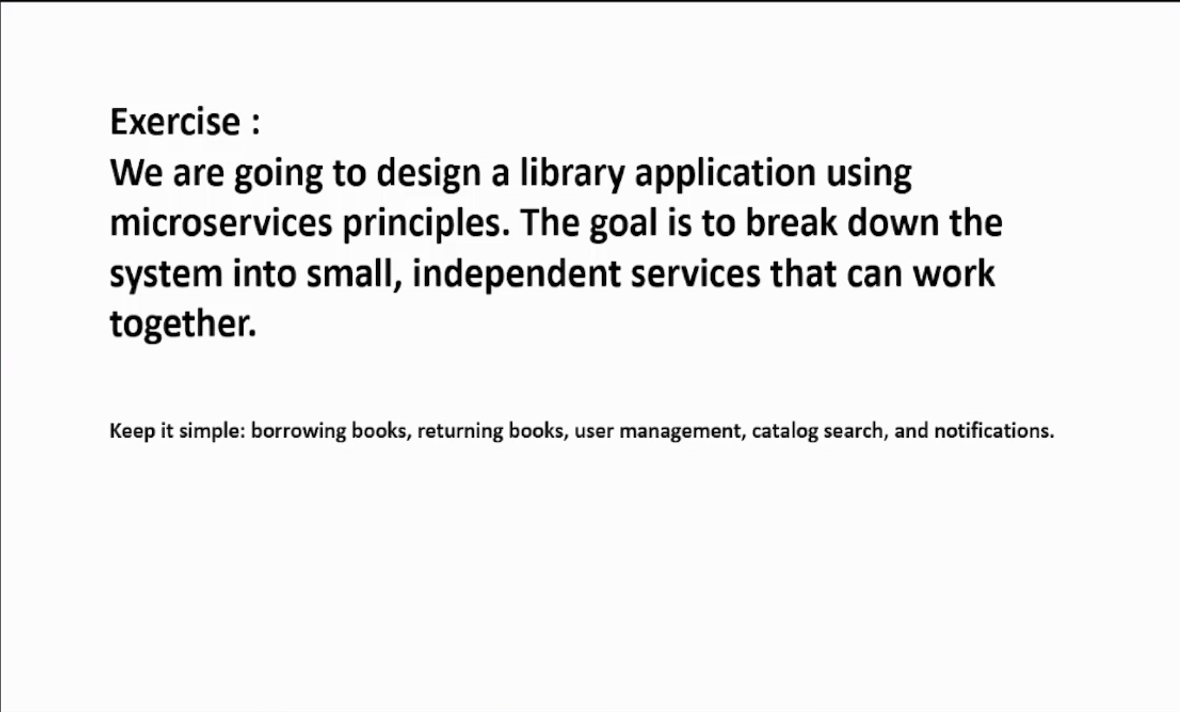 Exercise :
We are going to design a library application using
microservices principles. The goal is to break down the
system into small, independent services that can work
together.
Keep it simple: borrowing books, returning books, user management, catalog search, and notifications.